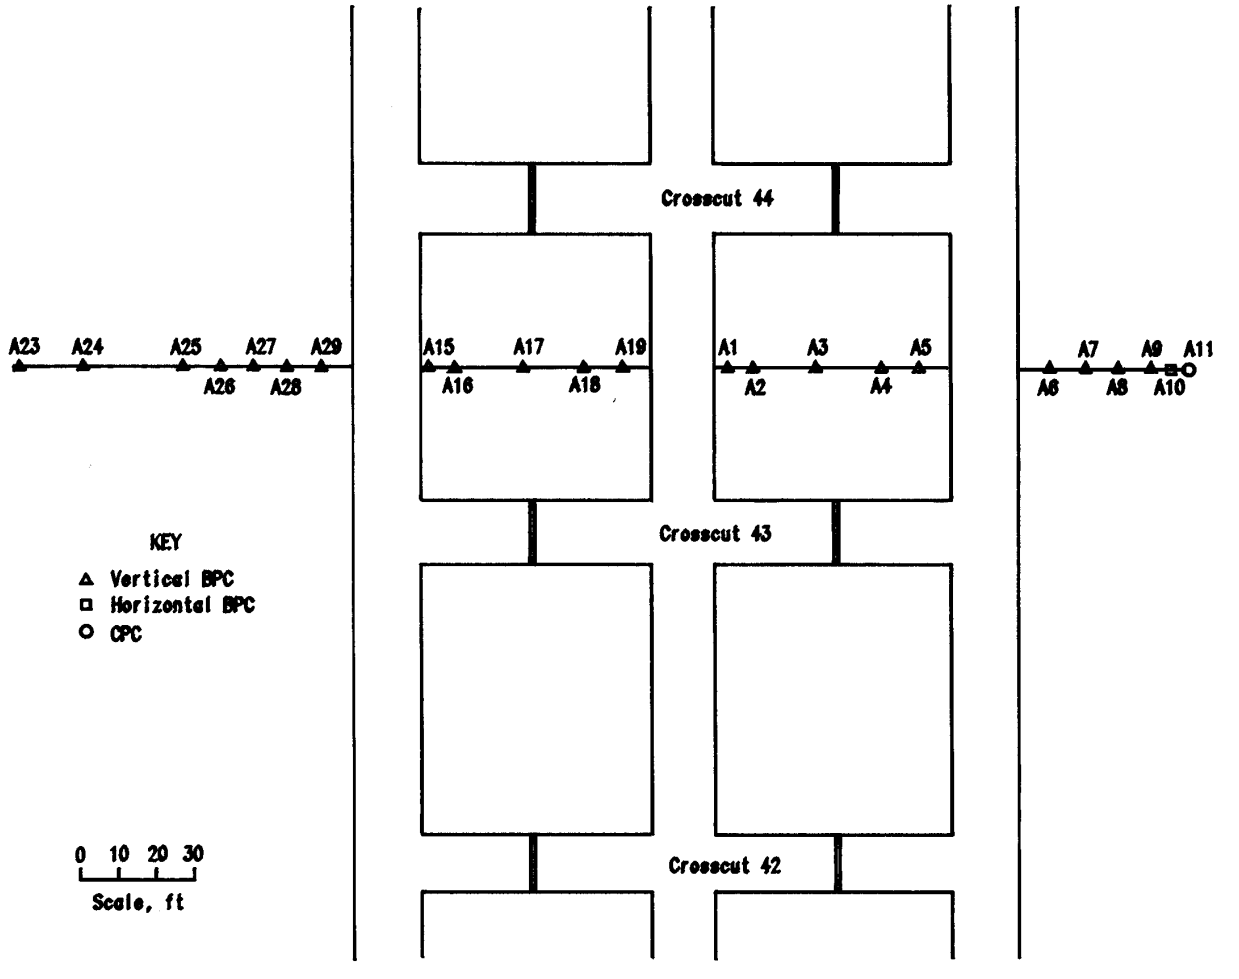 Crosscut 44
A23 A24 A25 A27 A29 A15 A17 A19 A1 A3 A5 A7 A9 A11
A26 A28 A16 A18 A2 A4 A6 A8 A10
Crosscut 43
KEY
Vertical BPC
Horizontal BPC
CPC
0 10 20 30
Scale, ft
Crosscut 42